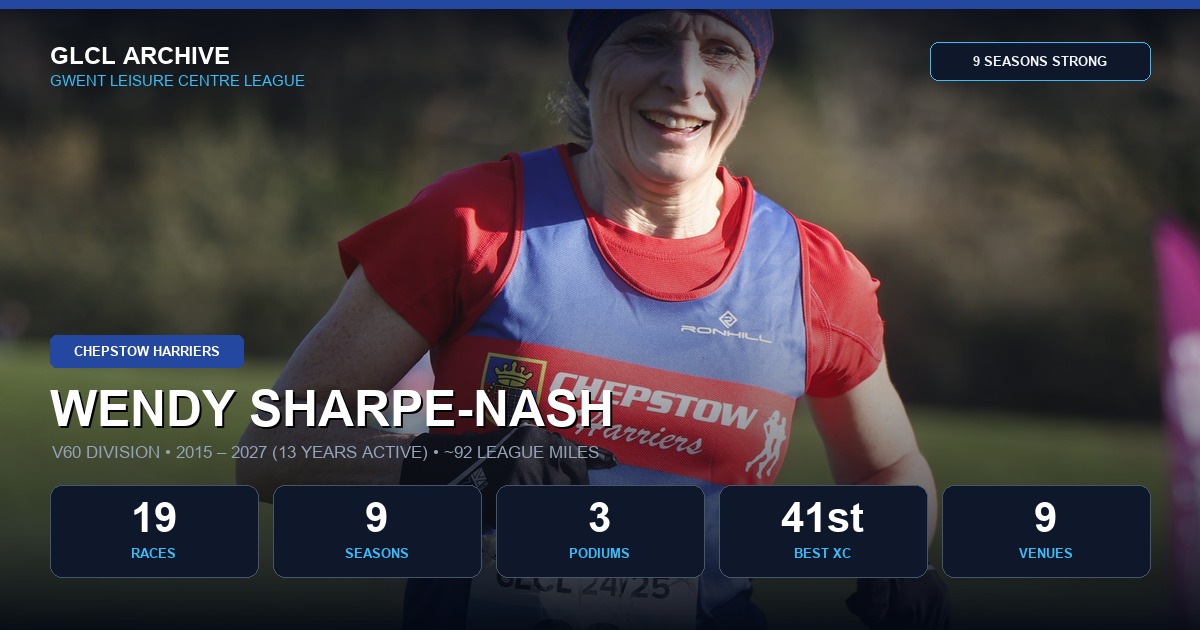 GLCL ARCHIVE
GWENT LEISURE CENTRE LEAGUE
9 SEASONS STRONG
RONHILL
CHEPSTOW HARRIERS
CHEPSTOW
Harriers
WENDY SHARPE-NASH
V60 DIVISION • 2015 – 2027 (13 YEARS ACTIVE) • ~92 LEAGUE MILES
19
RACES
9
SEASONS
3
PODIUMS
41st
BEST XC
9
VENUES
GLCL 24/25